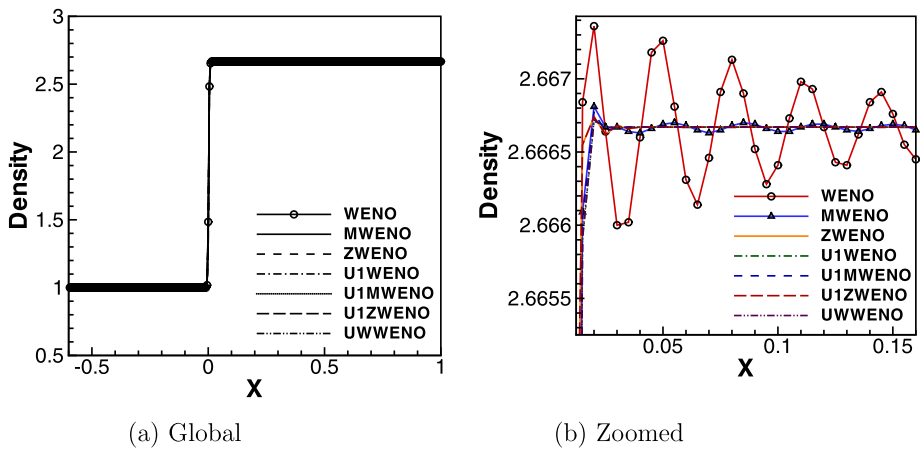 3
2.5
2
1.5
1
0.5
Density
-0.5
0
0.5
1
X
WENO
MWENO
ZWENO
U1WENO
U1MWENO
U1ZWENO
UWWENO
(a) Global
2.667
2.6665
2.666
2.6655
Density
0.05
0.1
0.15
X
WENO
MWENO
ZWENO
U1WENO
U1MWENO
U1ZWENO
UWWENO
(b) Zoomed